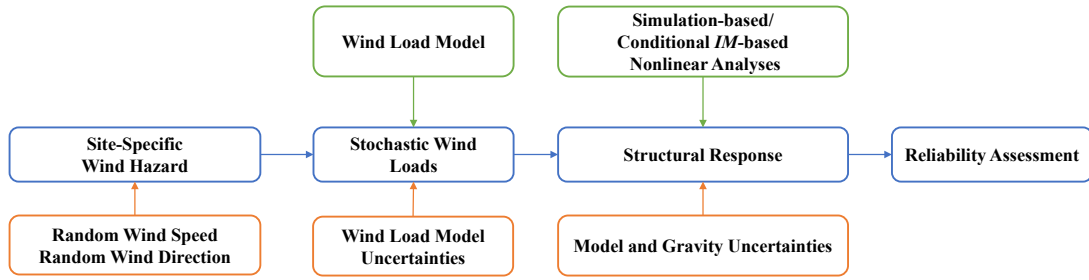 Wind Load Model
Simulation-based/
Conditional IM-based
Nonlinear Analyses
Site-Specific
Wind Hazard
Stochastic Wind
Loads
Structural Response
Reliability Assessment
Random Wind Speed
Random Wind Direction
Wind Load Model
Uncertainties
Model and Gravity Uncertainties